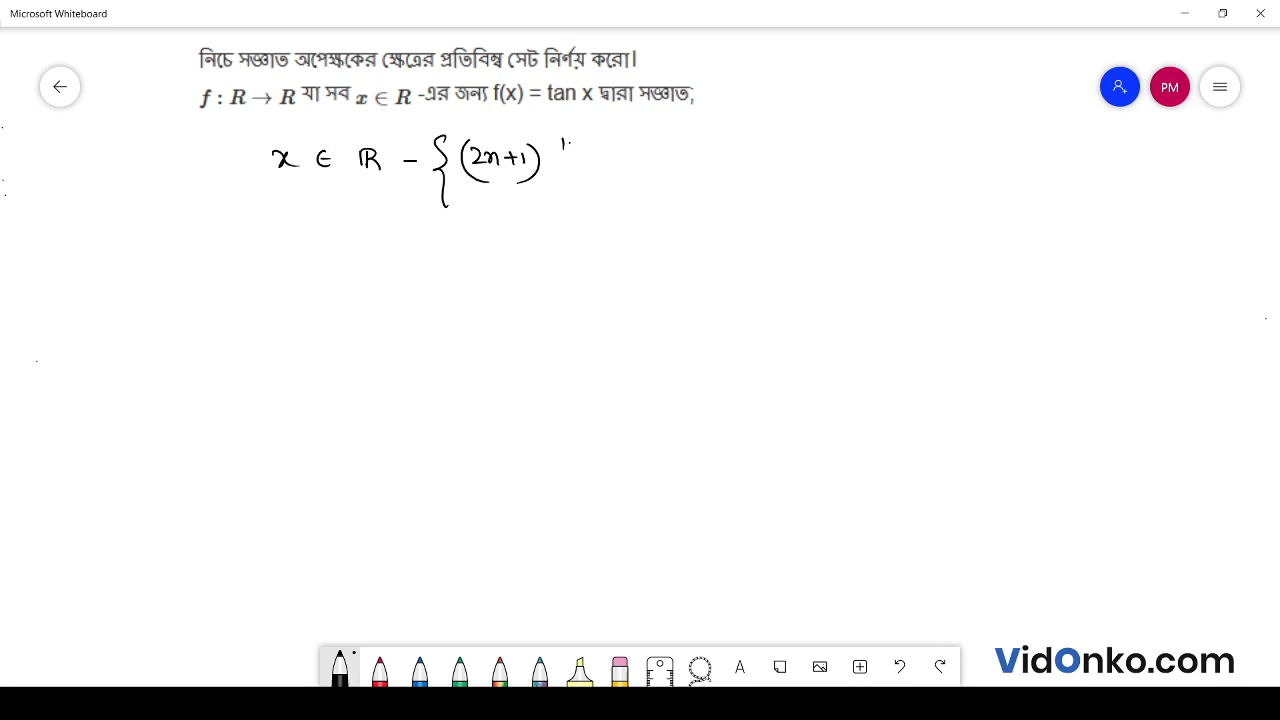 Microsoft Whiteboard
নিচে সজ্ঞাত অপেক্ষকের ক্ষেত্রের প্রতিবিম্ব সেট নির্ণয় করো।
f : R → R যা সব x ∈ R -এর জন্য f(x) = tan x দ্বারা সজ্ঞাত;
PM
x ∈ ℝ - { (2n+1)
VidOnko.com